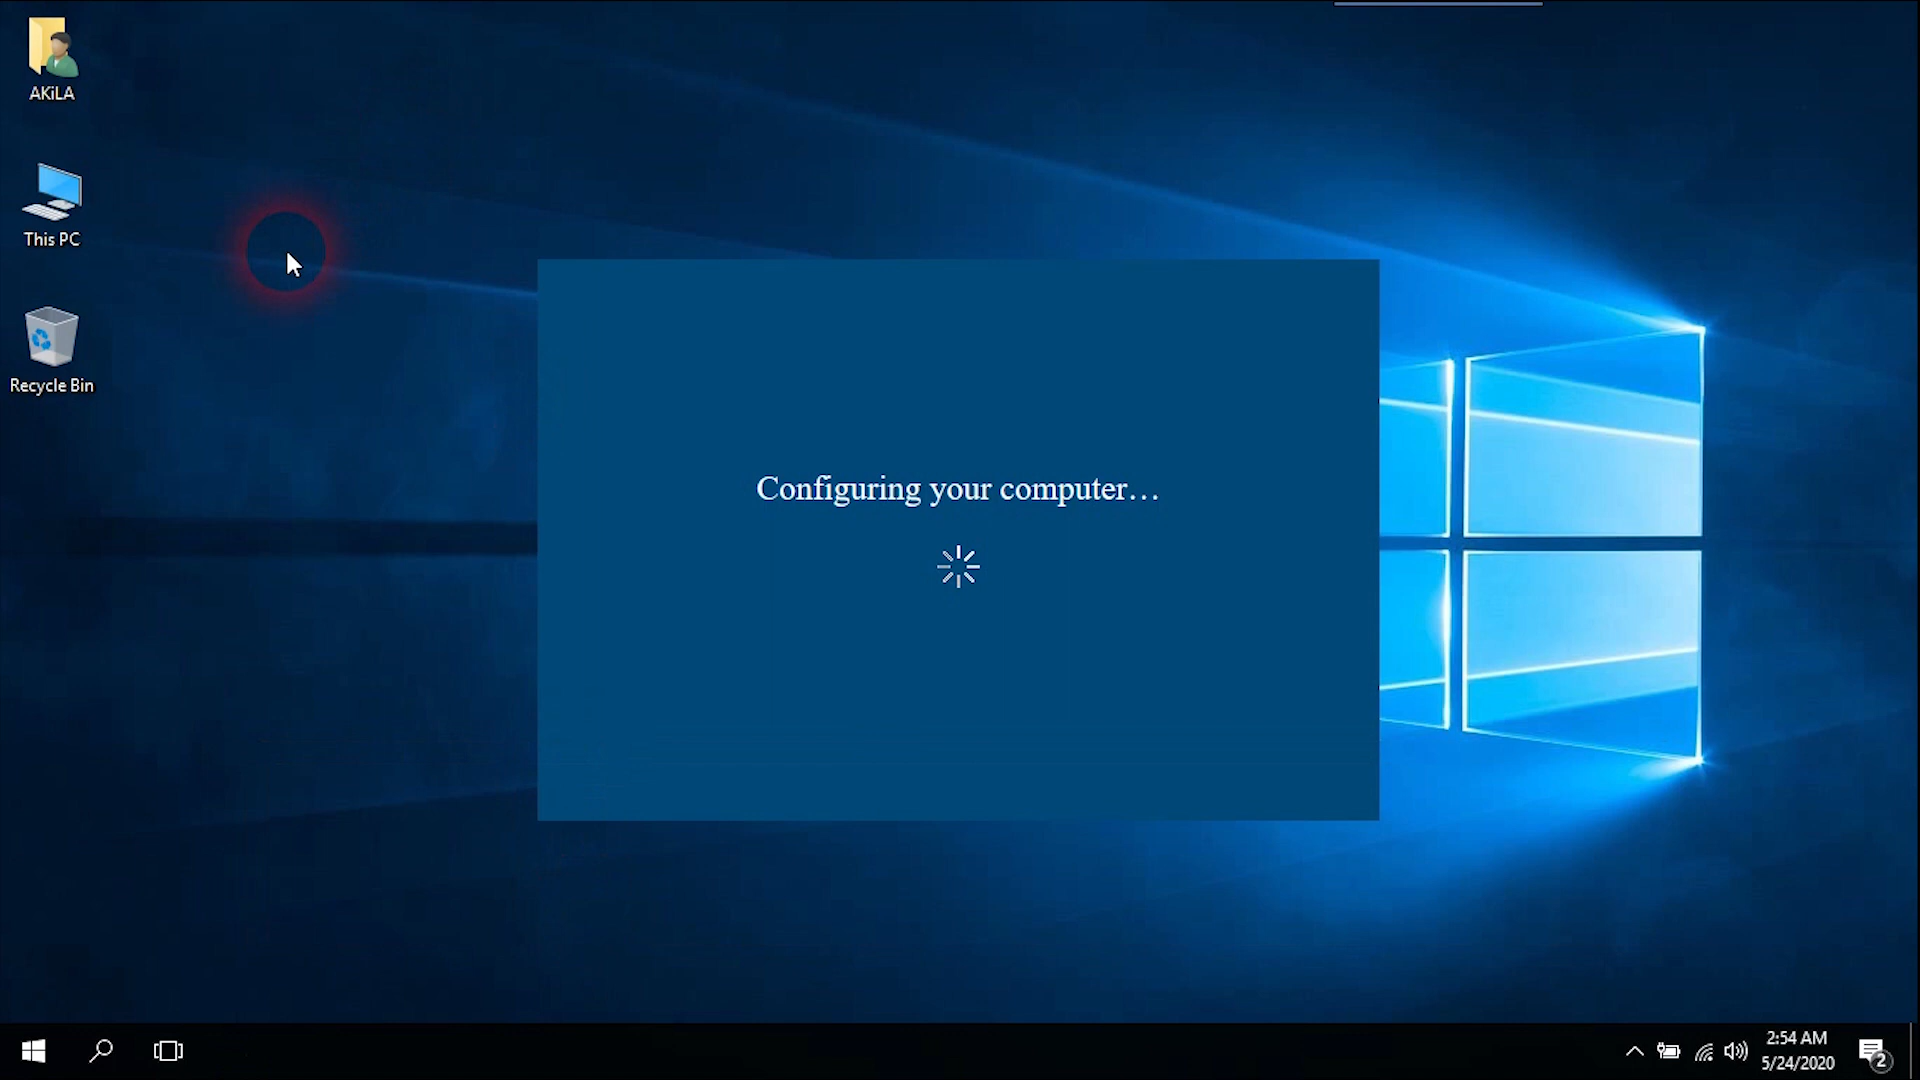 AKiLA
This PC
Recycle Bin
Configuring your computer…
2:54 AM
5/24/2020
2